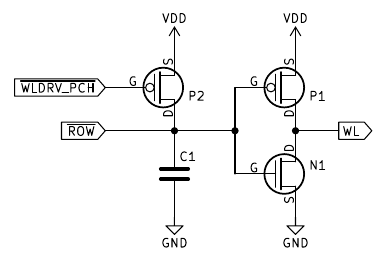 VDD VDD
S S
WLDRV_PCH G P2 G P1
D D
ROW WL
C1 D
G N1
S
GND GND